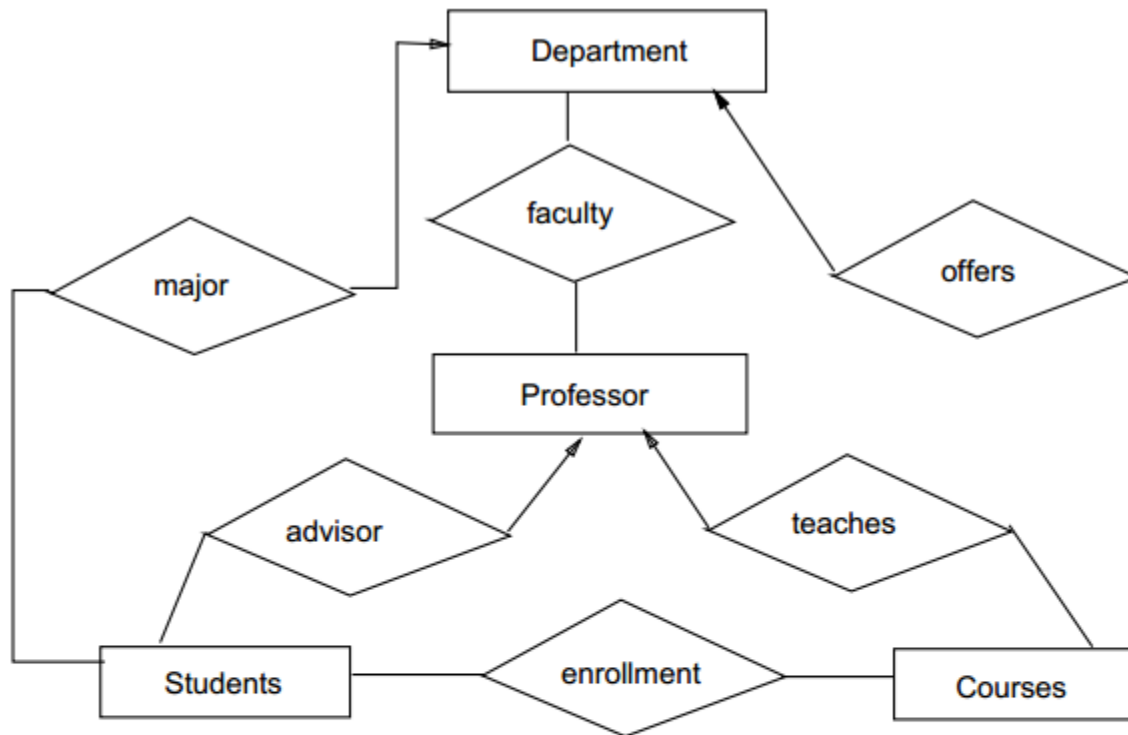 Department
faculty
major
offers
Professor
advisor
teaches
Students
enrollment
Courses